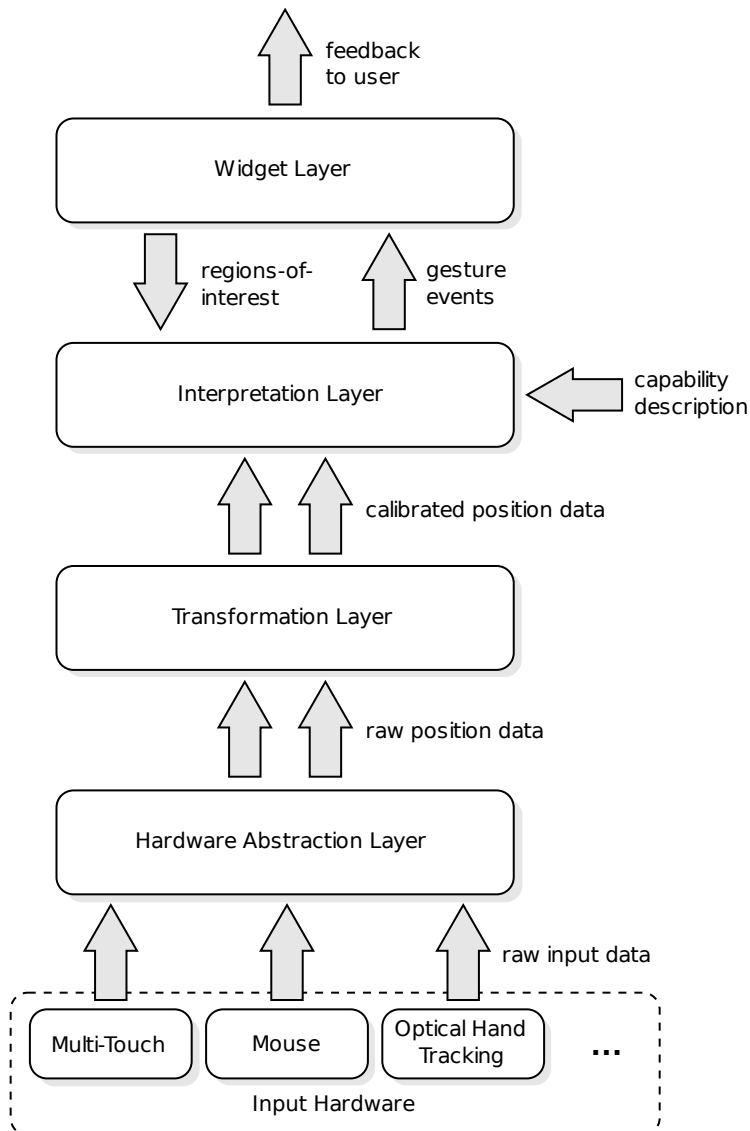 feedback
to user
Widget Layer
regions-of-
interest
gesture
events
Interpretation Layer
capability
description
calibrated position data
Transformation Layer
raw position data
Hardware Abstraction Layer
raw input data
Multi-Touch
Mouse
Optical Hand
Tracking
...
Input Hardware